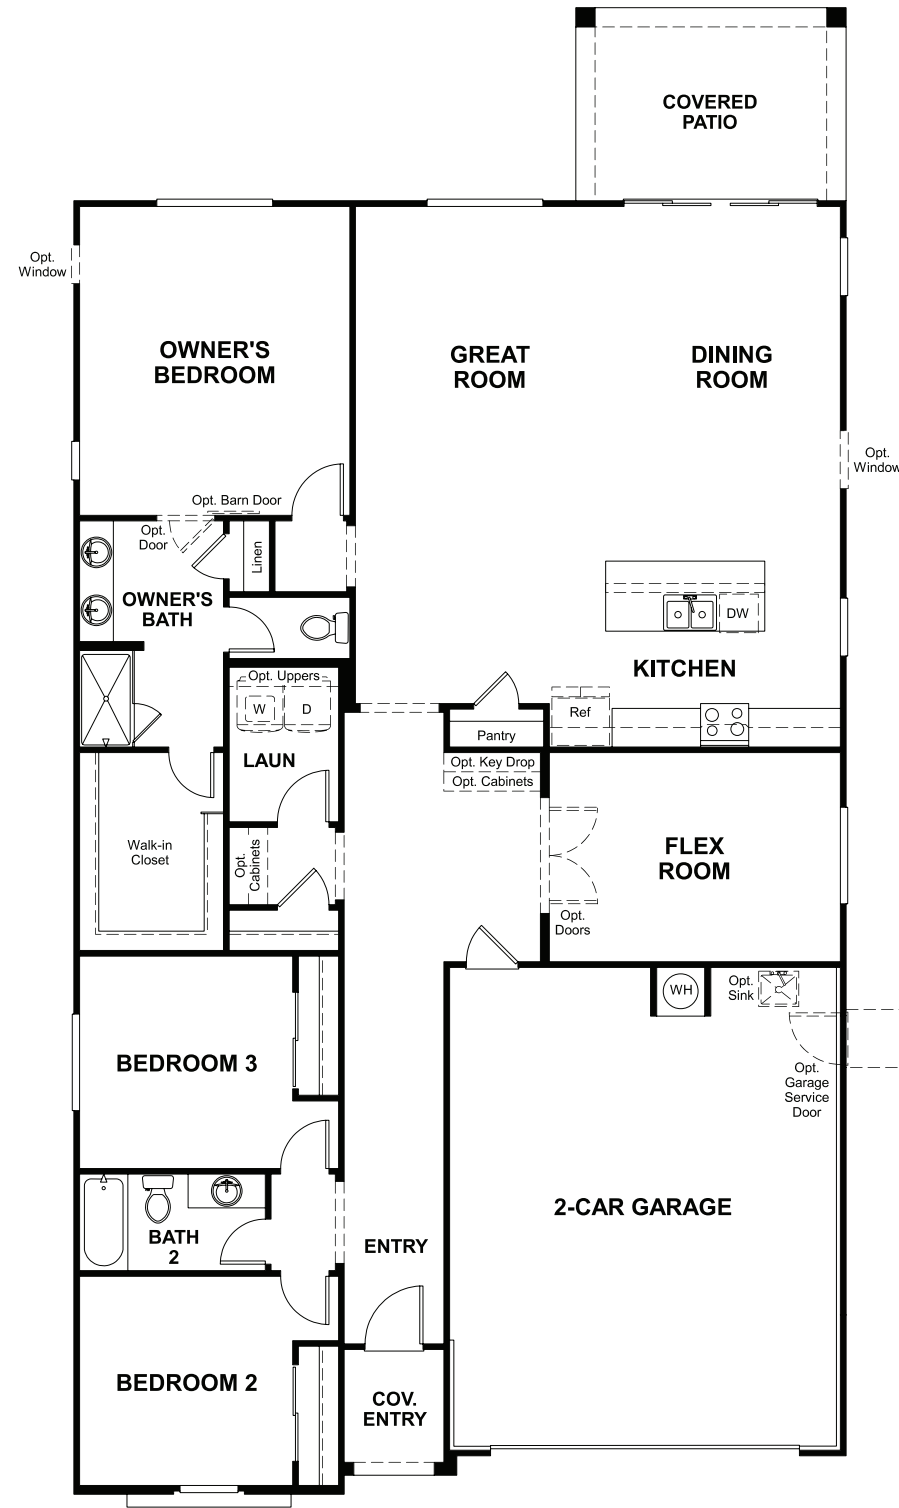 COVERED
PATIO
Opt.
Window
OWNER'S
BEDROOM
GREAT
ROOM
DINING
ROOM
Opt.
Window
Opt. Barn Door
Opt.
Door
Linen
OWNER'S
BATH
DW
KITCHEN
Opt. Uppers
W
D
LAUN
Ref
Pantry
Opt. Key Drop
Opt. Cabinets
Walk-in
Closet
Opt.
Cabinets
FLEX
ROOM
Opt.
Doors
WH
Opt.
Sink
Opt.
Garage
Service
Door
BEDROOM 3
2-CAR GARAGE
BATH
2
ENTRY
BEDROOM 2
COV.
ENTRY